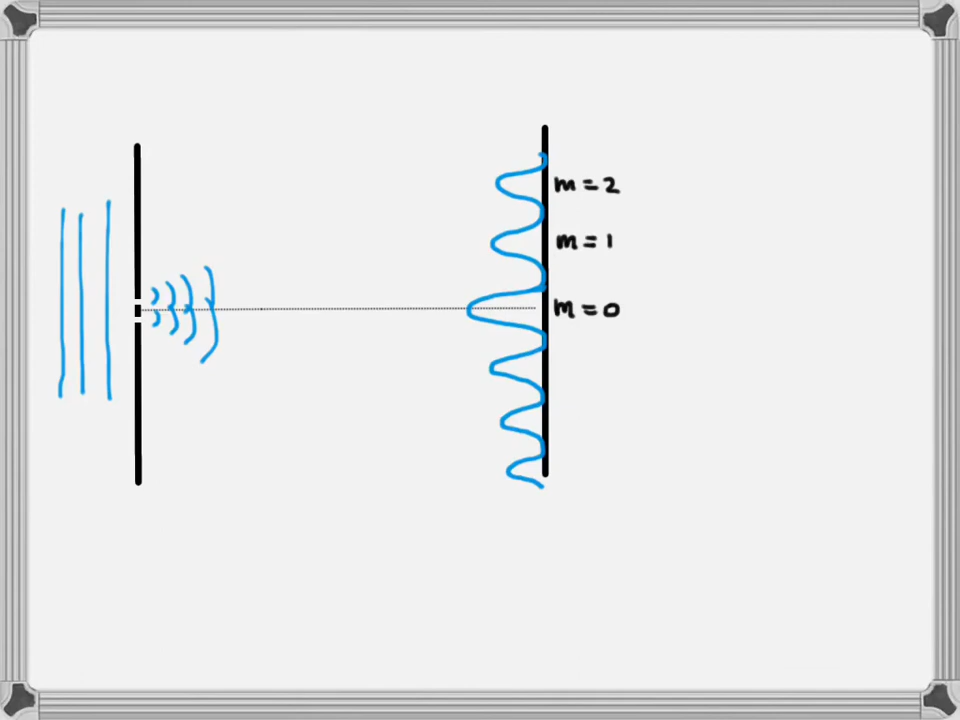 m = 2
m = 1
m = 0